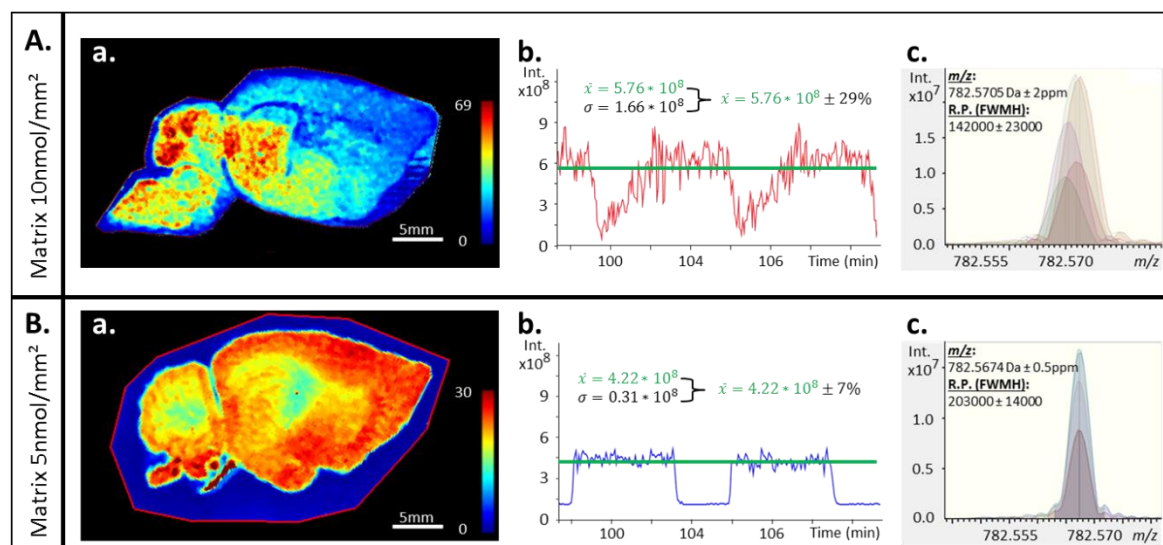 A.
Matrix 10nmol/mm²
a.
69
0
5mm
b.
Int.
x10⁸
x̄ = 5.76 * 10⁸
σ = 1.66 * 10⁸
x̄ = 5.76 * 10⁸ ± 29%
9
6
3
0
100
104
106
Time (min)
c.
Int.
x10⁷
m/z:
782.5705 Da ± 2ppm
R.P. (FWMH):
142000 ± 23000
1.5
1.0
0.5
0.0
782.555
782.570
m/z
B.
Matrix 5nmol/mm²
a.
30
0
5mm
b.
Int.
x10⁸
x̄ = 4.22 * 10⁸
σ = 0.31 * 10⁸
x̄ = 4.22 * 10⁸ ± 7%
9
6
3
0
100
104
106
Time (min)
c.
Int.
x10⁷
m/z:
782.5674 Da ± 0.5ppm
R.P. (FWMH):
203000 ± 14000
1.0
0.5
0.0
782.555
782.570
m/z